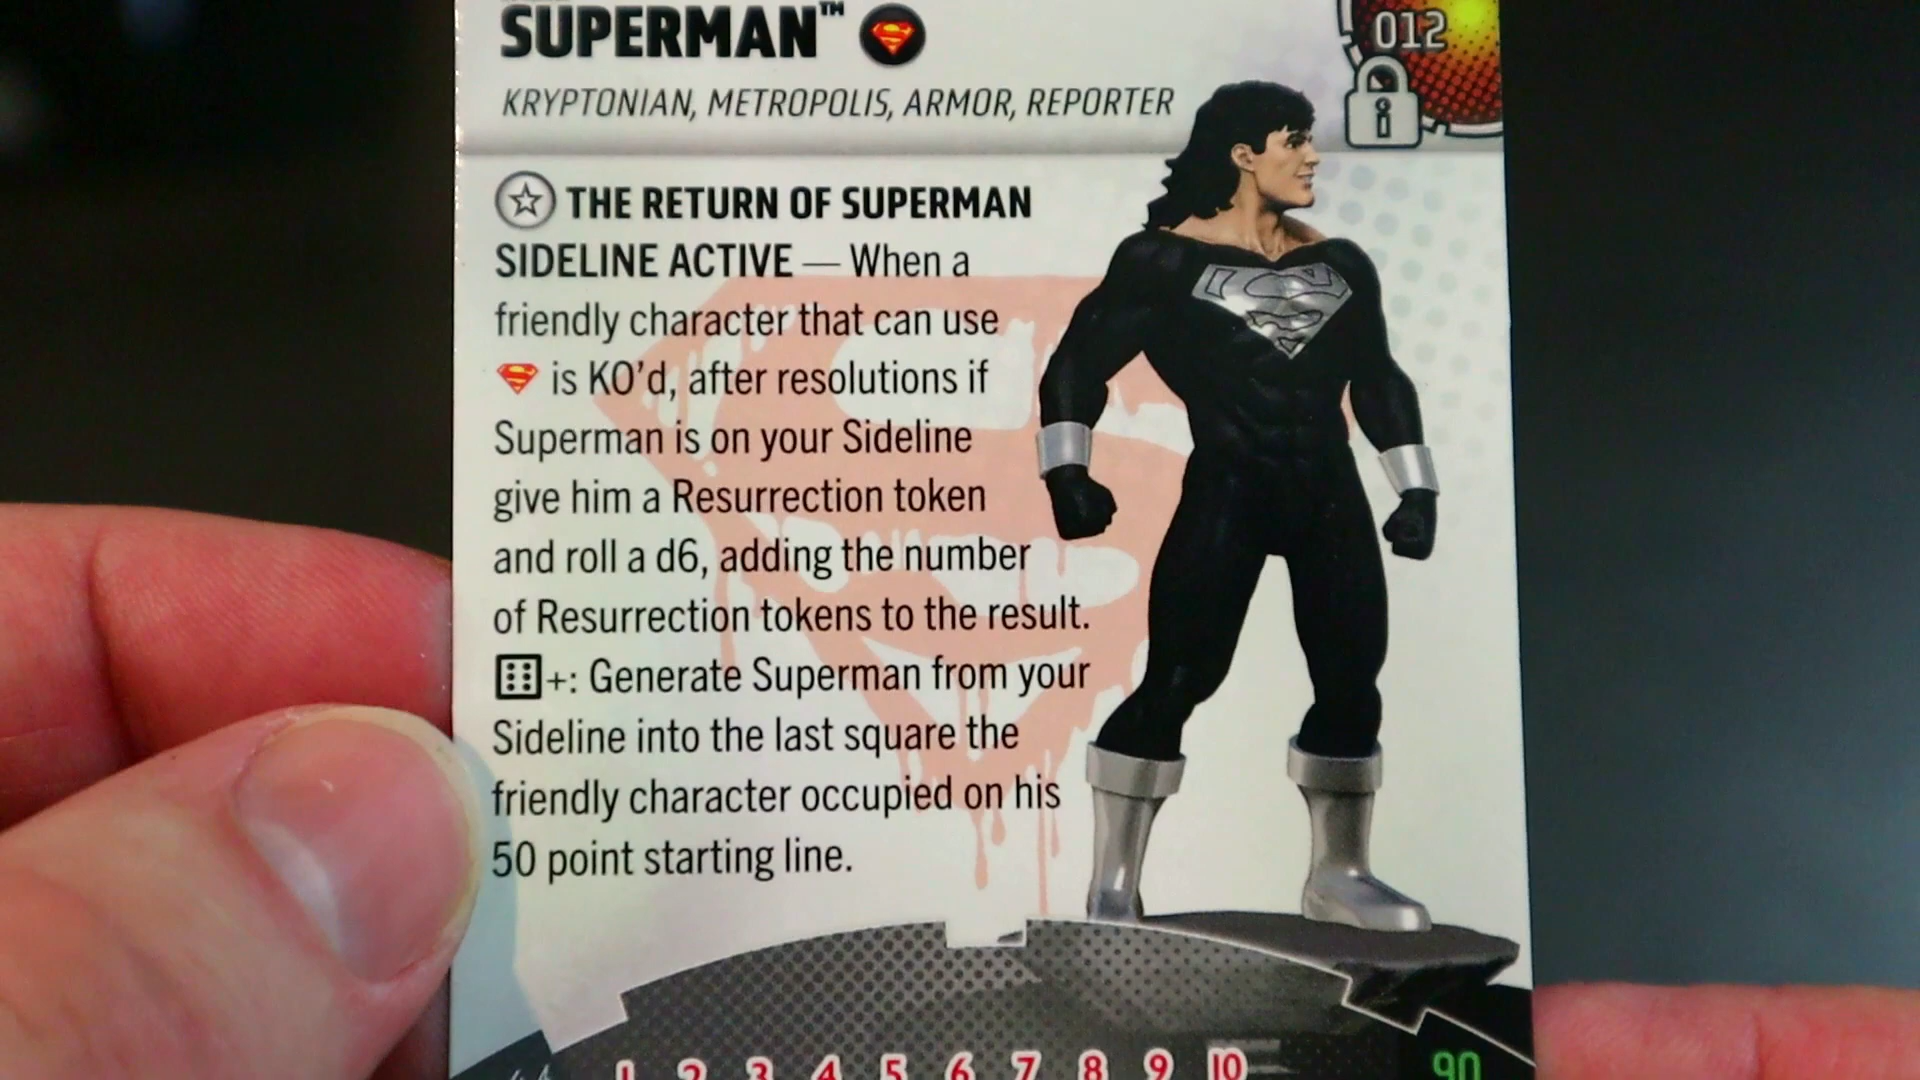 SUPERMAN™
012
KRYPTONIAN, METROPOLIS, ARMOR, REPORTER
THE RETURN OF SUPERMAN
SIDELINE ACTIVE — When a
friendly character that can use
is KO'd, after resolutions if
Superman is on your Sideline
give him a Resurrection token
and roll a d6, adding the number
of Resurrection tokens to the result.
+: Generate Superman from your
Sideline into the last square the
friendly character occupied on his
50 point starting line.
1 2 3 4 5 6 7 8 9 10
90